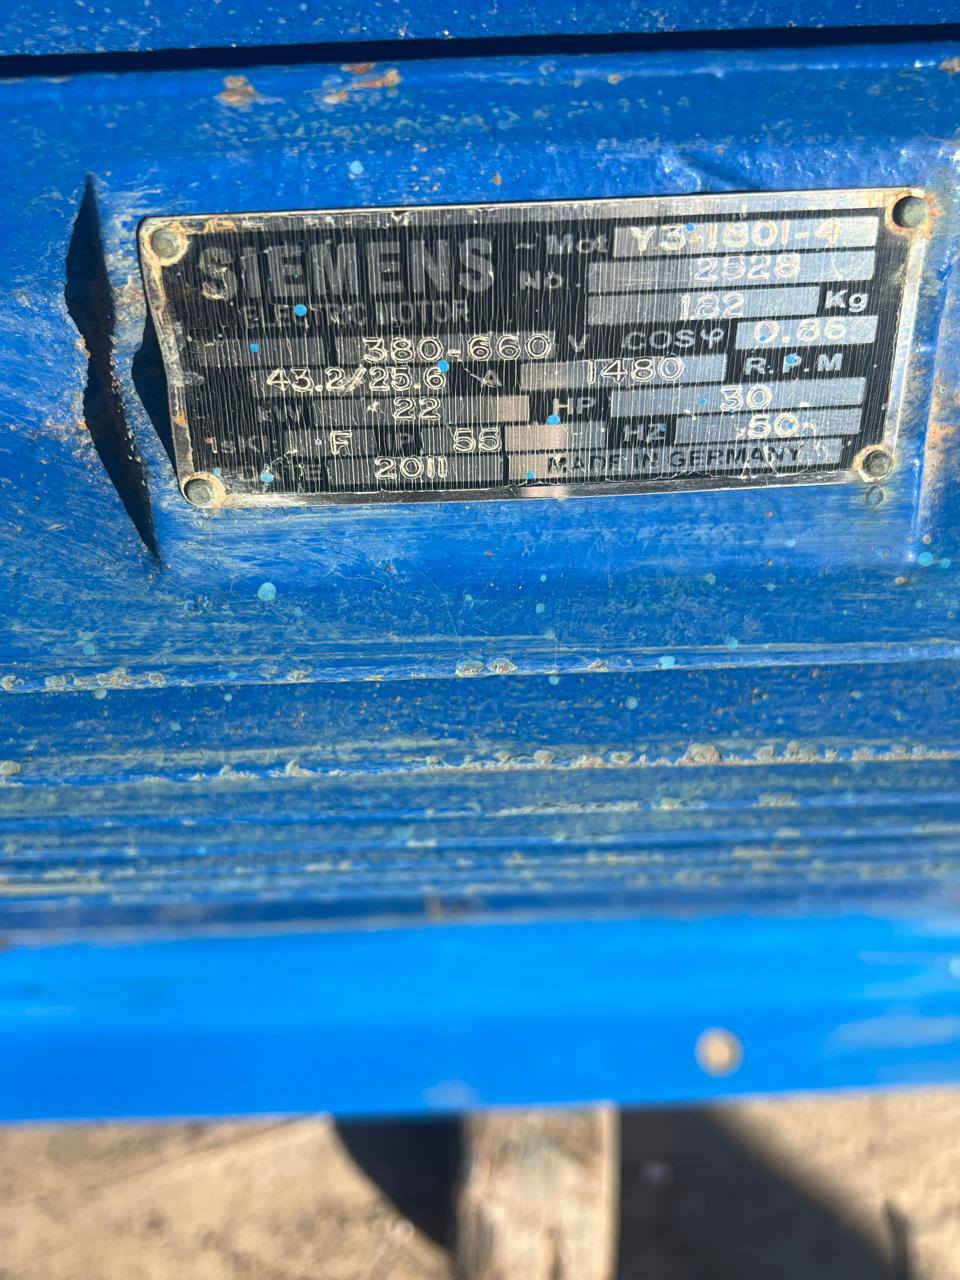 SIEMENS ~ Mot Y3-180l-4
NO. 2528
ELECTRIC MOTOR 182 Kg
380-660 V COSφ 0.86
43.2/25.6 A 1480 R.P.M
KW 22 HP 30
IsKl F IP 55 HZ 50
2011 MADE IN GERMANY